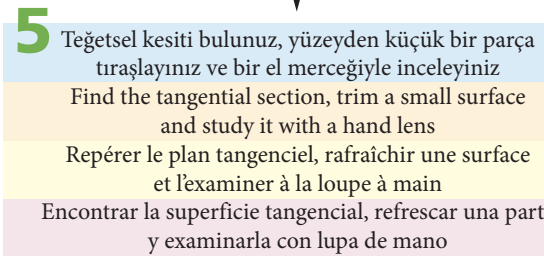 5
Teğetsel kesiti bulunuz, yüzeyden küçük bir parça
tıraşlayınız ve bir el merceğiyle inceleyiniz
Find the tangential section, trim a small surface
and study it with a hand lens
Repérer le plan tangenciel, rafraîchir une surface
et l'examiner à la loupe à main
Encontrar la superficie tangencial, refrescar una part
y examinarla con lupa de mano